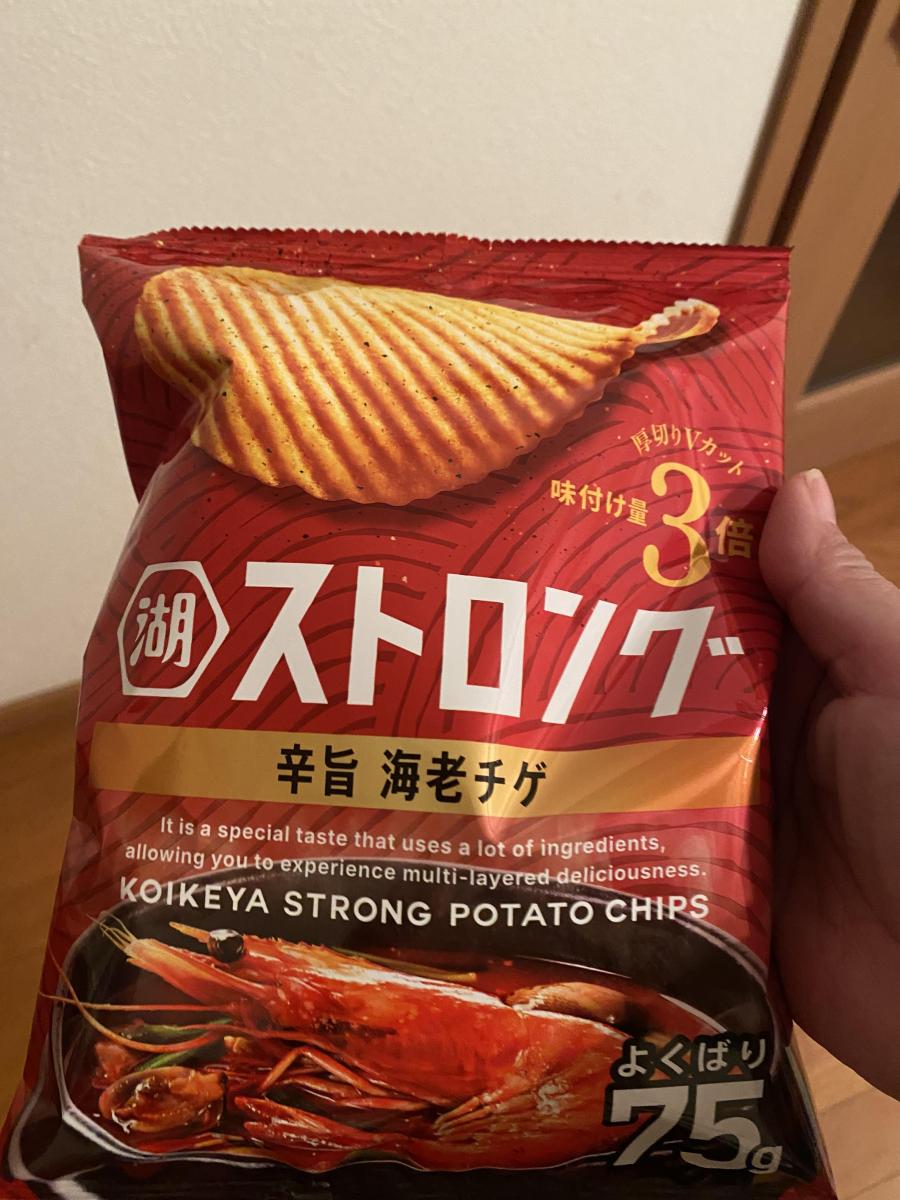 厚切りVカット
味付け量3倍
湖 ストロング
辛旨 海老チゲ
It is a special taste that uses a lot of ingredients,
allowing you to experience multi-layered deliciousness.
KOIKEYA STRONG POTATO CHIPS
よくばり
75g